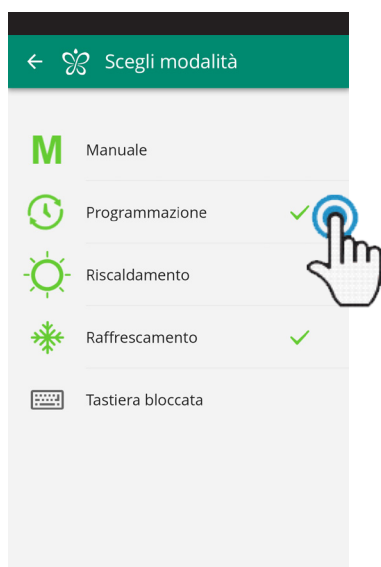 Scegli modalità
M Manuale
Programmazione
Riscaldamento
Raffrescamento
Tastiera bloccata